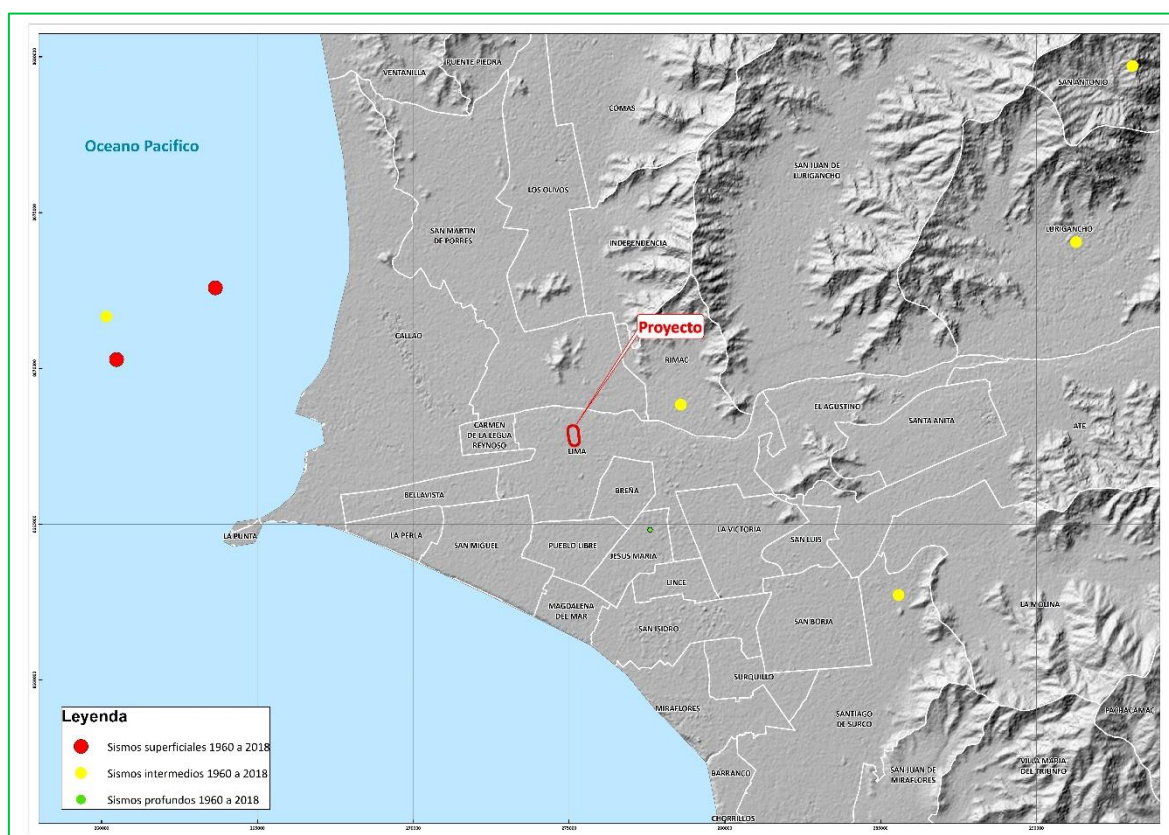 VENTANILLA
PUENTE PIEDRA
SAN ANTONIO
COMAS
Oceano Pacifico
SAN JUAN DE
LURIGANCHO
LOS OLIVOS
SAN MARTIN
DE PORRES
INDEPENDENCIA
LURIGANCHO
CALLAO
Proyecto
RIMAC
EL AGUSTINO
SANTA ANITA
ATE
CARMEN
DE LA LEGUA
REYNOSO
LIMA
BREÑA
BELLAVISTA
LA PUNTA
LA PERLA
SAN MIGUEL
PUEBLO LIBRE
JESUS MARIA
LA VICTORIA
SAN LUIS
LINCE
MAGDALENA
DEL MAR
SAN ISIDRO
SAN BORJA
LA MOLINA
SURQUILLO
MIRAFLORES
SANTIAGO
DE SURCO
PACHACAMAC
BARRANCO
SAN JUAN DE
MIRAFLORES
VILLA MARIA
DEL TRIUNFO
CHORRILLOS
Leyenda
Sismos superficiales 1960 a 2018
Sismos intermedios 1960 a 2018
Sismos profundos 1960 a 2018
270000
275000
280000